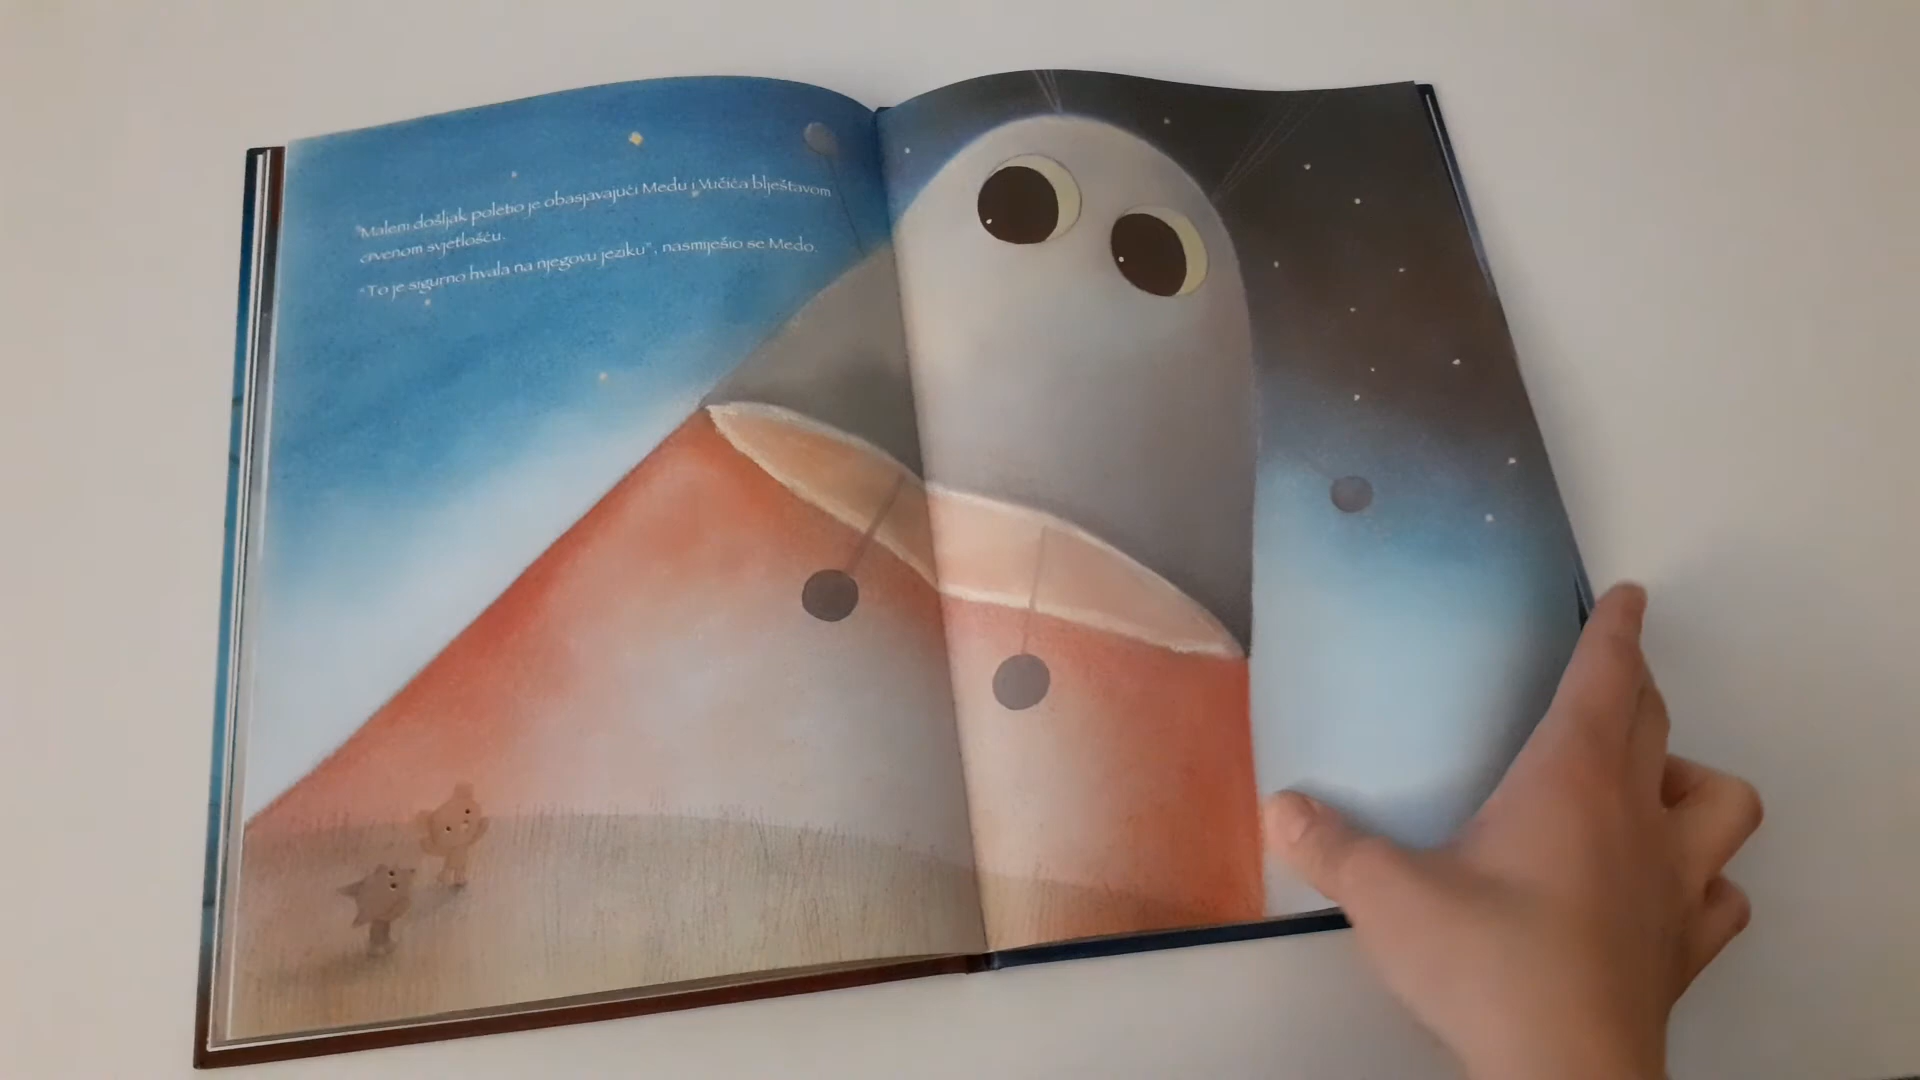 "Maleni došljak poletio je obasjavajući Medu i Vučića blještavom
crvenom svjetlošću.
"To je sigurno hvala na njegovu jeziku", nasmiješio se Medo.